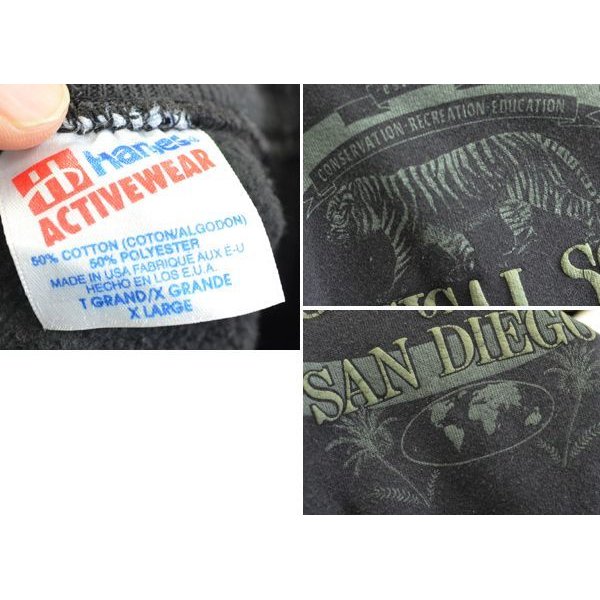 Hanes
ACTIVEWEAR
50% COTTON (COTON/ALGODON)
50% POLYESTER
MADE IN USA FABRIQUE AUX É-U
HECHO EN LOS E.U.A.
T GRAND/X GRANDE
X LARGE
CONSERVATION·RECREATION·EDUCATION
SAN DIEGO